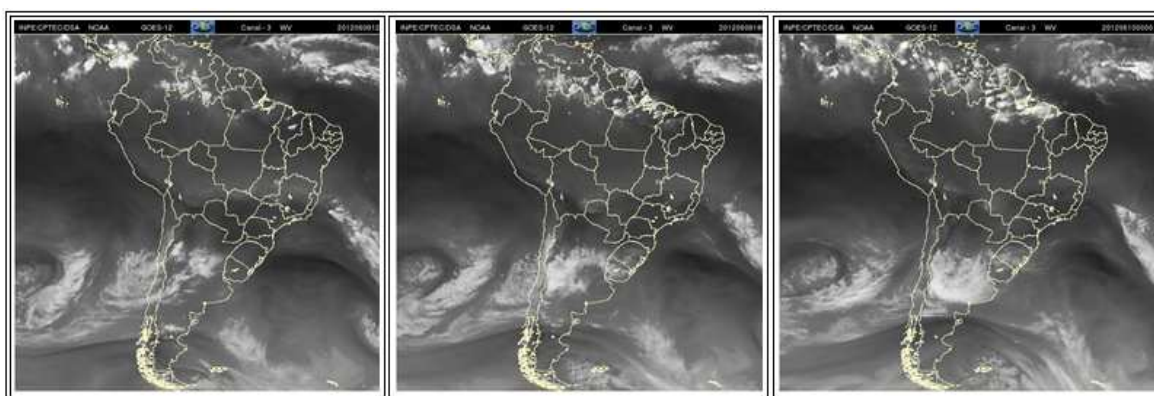 INPE/CPTEC/DSA NOAA GOES-12 Canal - 3 WV 2012060912
INPE/CPTEC/DSA NOAA GOES-12 Canal - 3 WV
INPE/CPTEC/DSA NOAA GOES-12 Canal - 3 WV